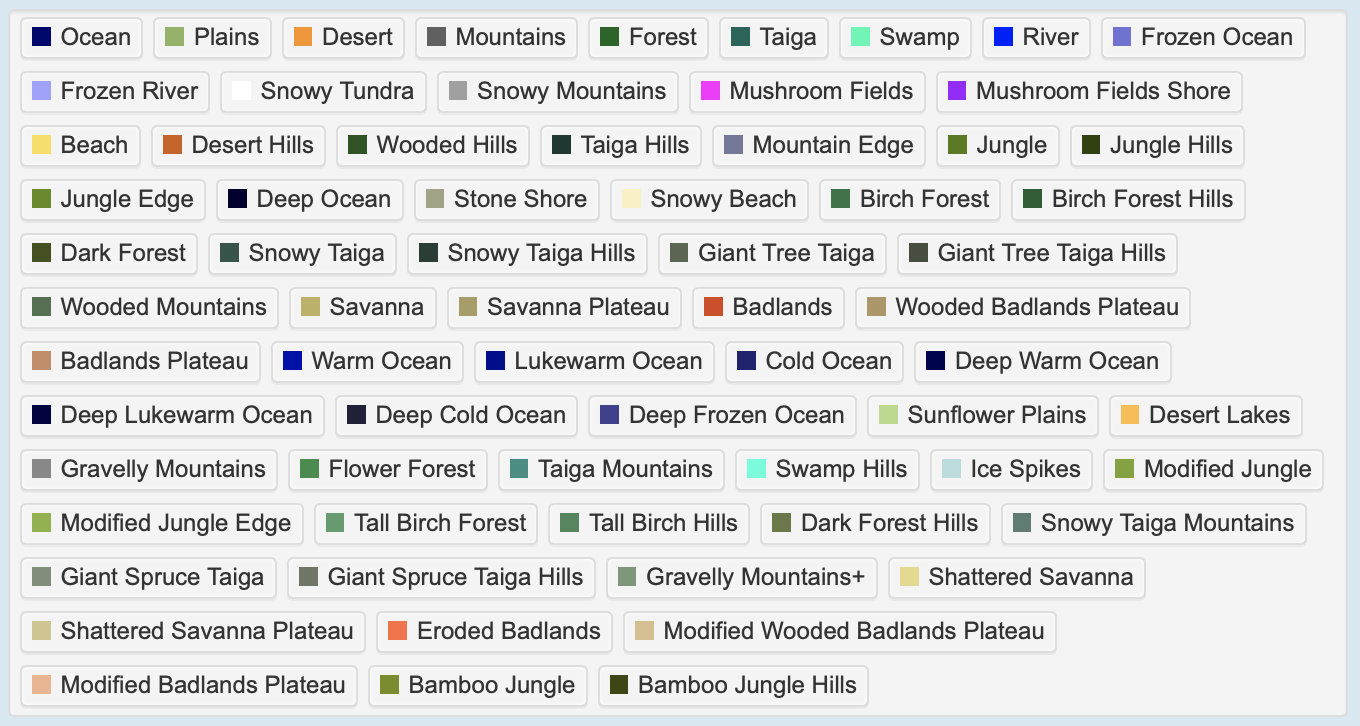 Ocean Plains Desert Mountains Forest Taiga Swamp River Frozen Ocean
Frozen River Snowy Tundra Snowy Mountains Mushroom Fields Mushroom Fields Shore
Beach Desert Hills Wooded Hills Taiga Hills Mountain Edge Jungle Jungle Hills
Jungle Edge Deep Ocean Stone Shore Snowy Beach Birch Forest Birch Forest Hills
Dark Forest Snowy Taiga Snowy Taiga Hills Giant Tree Taiga Giant Tree Taiga Hills
Wooded Mountains Savanna Savanna Plateau Badlands Wooded Badlands Plateau
Badlands Plateau Warm Ocean Lukewarm Ocean Cold Ocean Deep Warm Ocean
Deep Lukewarm Ocean Deep Cold Ocean Deep Frozen Ocean Sunflower Plains Desert Lakes
Gravelly Mountains Flower Forest Taiga Mountains Swamp Hills Ice Spikes Modified Jungle
Modified Jungle Edge Tall Birch Forest Tall Birch Hills Dark Forest Hills Snowy Taiga Mountains
Giant Spruce Taiga Giant Spruce Taiga Hills Gravelly Mountains+ Shattered Savanna
Shattered Savanna Plateau Eroded Badlands Modified Wooded Badlands Plateau
Modified Badlands Plateau Bamboo Jungle Bamboo Jungle Hills